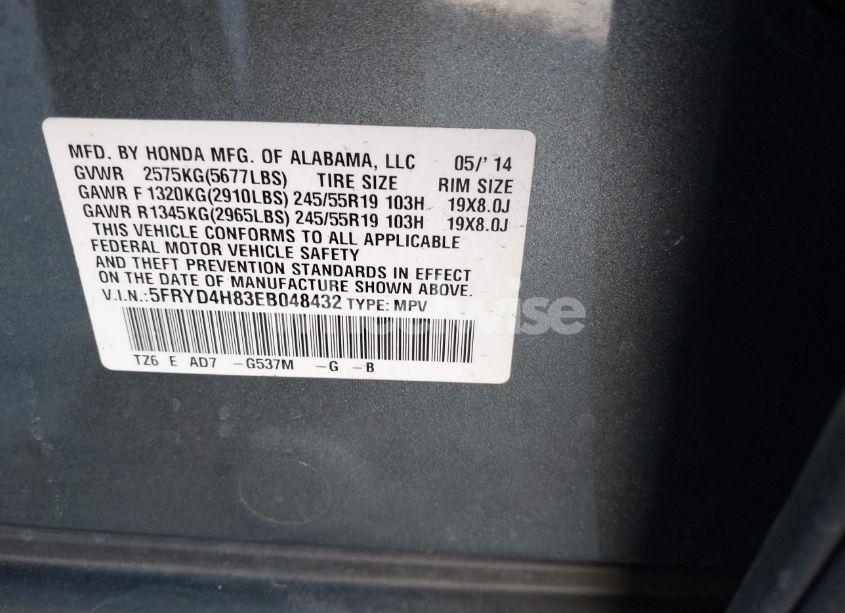 MFD. BY HONDA MFG. OF ALABAMA, LLC 05/'14
GVWR 2575KG(5677LBS) TIRE SIZE RIM SIZE
GAWR F 1320KG(2910LBS) 245/55R19 103H 19X8.0J
GAWR R1345KG(2965LBS) 245/55R19 103H 19X8.0J
THIS VEHICLE CONFORMS TO ALL APPLICABLE
FEDERAL MOTOR VEHICLE SAFETY
AND THEFT PREVENTION STANDARDS IN EFFECT
ON THE DATE OF MANUFACTURE SHOWN ABOVE.
V.I.N.:5FRYD4H83EB048432 TYPE: MPV
TZ6 E AD7 -G537M -G -B